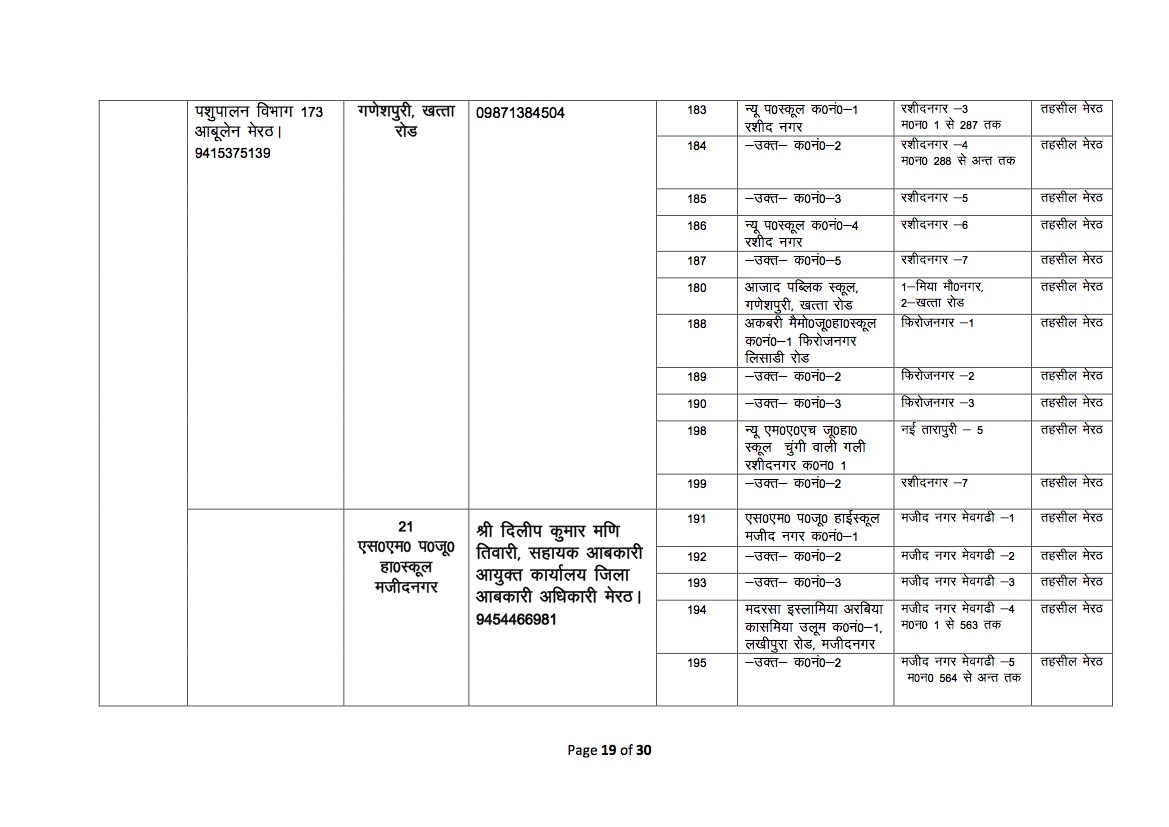 पशुपालन विभाग 173
आबूलेन मेरठ।
9415375139
गणेशपुरी, खत्ता
रोड
09871384504
183
न्यू प0स्कूल क0नं0–1
रशीद नगर
रशीदनगर –3
म0न0 1 से 287 तक
तहसील मेरठ
184
–उक्त– क0नं0–2
रशीदनगर –4
म0न0 288 से अन्त तक
तहसील मेरठ
185
–उक्त– क0नं0–3
रशीदनगर –5
तहसील मेरठ
186
न्यू प0स्कूल क0नं0–4
रशीद नगर
रशीदनगर –6
तहसील मेरठ
187
–उक्त– क0नं0–5
रशीदनगर –7
तहसील मेरठ
180
आजाद पब्लिक स्कूल,
गणेशपुरी, खत्ता रोड
1–मिया मौ0नगर,
2–खत्ता रोड
तहसील मेरठ
188
अकबरी मैमो0जू0हा0स्कूल
क0नं0–1 फिरोजनगर
लिसाडी रोड
फिरोजनगर –1
तहसील मेरठ
189
–उक्त– क0नं0–2
फिरोजनगर –2
तहसील मेरठ
190
–उक्त– क0नं0–3
फिरोजनगर –3
तहसील मेरठ
198
न्यू एम0ए0एच जू0हा0
स्कूल चुंगी वाली गली
रशीदनगर क0न0 1
नई तारापुरी – 5
तहसील मेरठ
199
–उक्त– क0नं0–2
रशीदनगर –7
तहसील मेरठ
21
एस0एम0 प0जू0
हा0स्कूल
मजीदनगर
श्री दिलीप कुमार मणि
तिवारी, सहायक आबकारी
आयुक्त कार्यालय जिला
आबकारी अधिकारी मेरठ।
9454466981
191
एस0एम0 प0जू0 हाईस्कूल
मजीद नगर क0नं0–1
मजीद नगर मेवगढी –1
तहसील मेरठ
192
–उक्त– क0नं0–2
मजीद नगर मेवगढी –2
तहसील मेरठ
193
–उक्त– क0नं0–3
मजीद नगर मेवगढी –3
तहसील मेरठ
194
मदरसा इस्लामिया अरबिया
कासमिया उलूम क0नं0–1,
लखीपुरा रोड, मजीदनगर
मजीद नगर मेवगढी –4
म0न0 1 से 563 तक
तहसील मेरठ
195
–उक्त– क0नं0–2
मजीद नगर मेवगढी –5
म0न0 564 से अन्त तक
तहसील मेरठ
Page 19 of 30